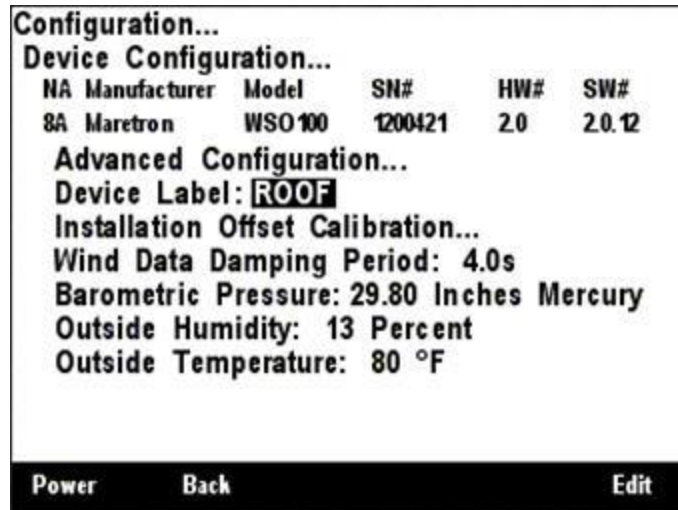 Configuration...
Device Configuration...
NA Manufacturer Model SN# HW# SW#
8A Maretron WSO100 1200421 2.0 2.0.12
Advanced Configuration...
Device Label: ROOF
Installation Offset Calibration...
Wind Data Damping Period: 4.0s
Barometric Pressure: 29.80 Inches Mercury
Outside Humidity: 13 Percent
Outside Temperature: 80 °F
Power Back Edit